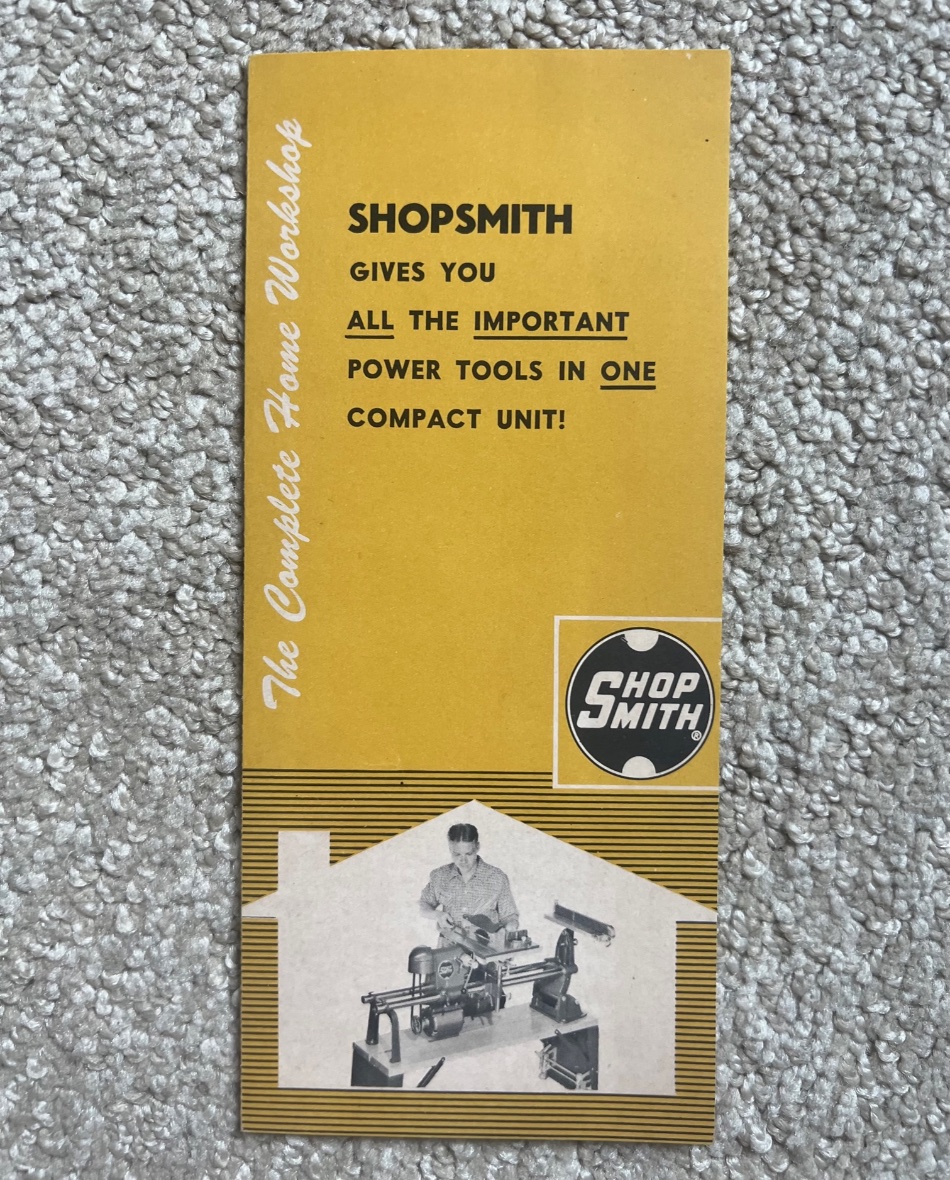 The Complete Home Workshop
SHOPSMITH
GIVES YOU
ALL THE IMPORTANT
POWER TOOLS IN ONE
COMPACT UNIT!
SHOP
SMITH®